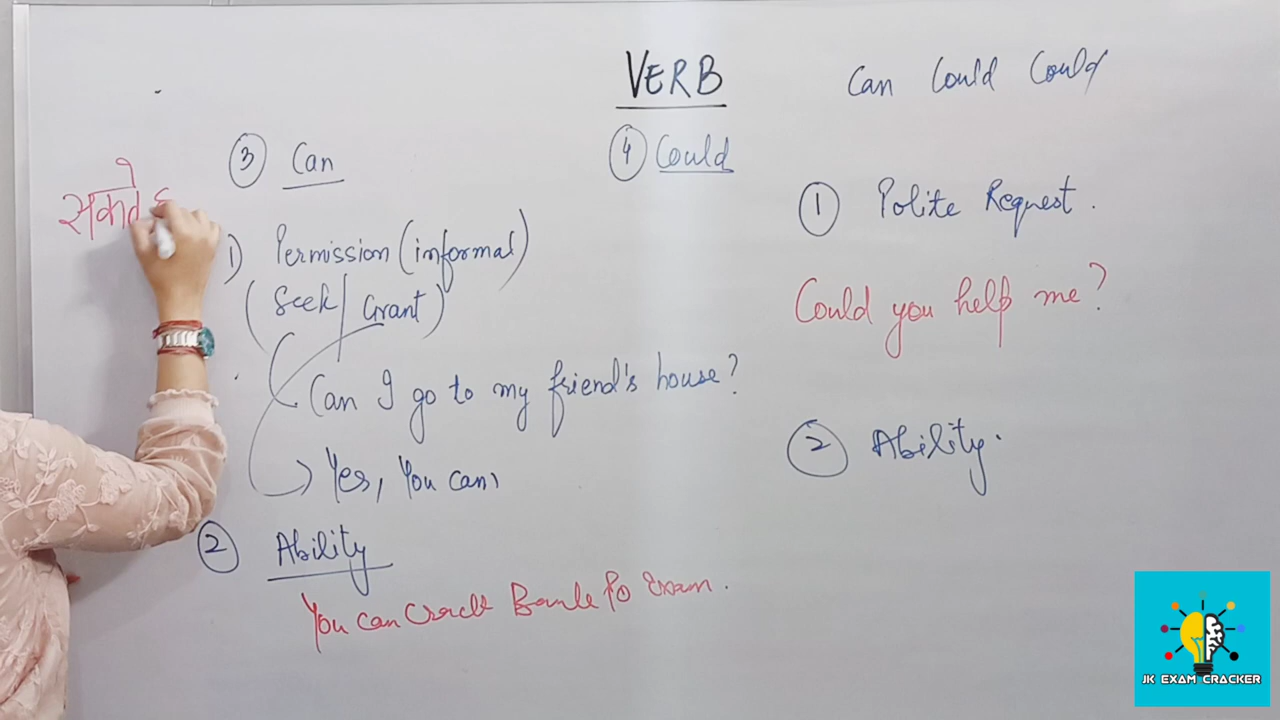 VERB
Can Could Could
③ Can
④ Could
सकते
1) Permission (informal)
(Seek / Grant)
Can I go to my friend's house?
Yes, You can,
② Ability
You can Crack Bank Po Exam.
① Polite Request.
Could you help me?
② Ability.
JK EXAM CRACKER